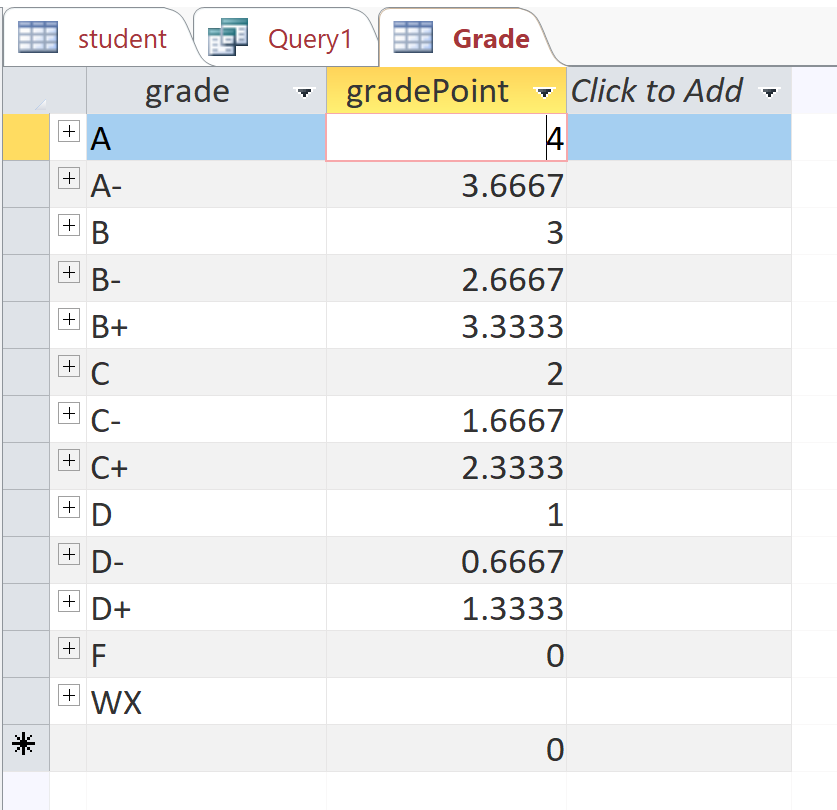 student Query1 Grade
grade gradePoint Click to Add
A 4
A- 3.6667
B 3
B- 2.6667
B+ 3.3333
C 2
C- 1.6667
C+ 2.3333
D 1
D- 0.6667
D+ 1.3333
F 0
WX
0